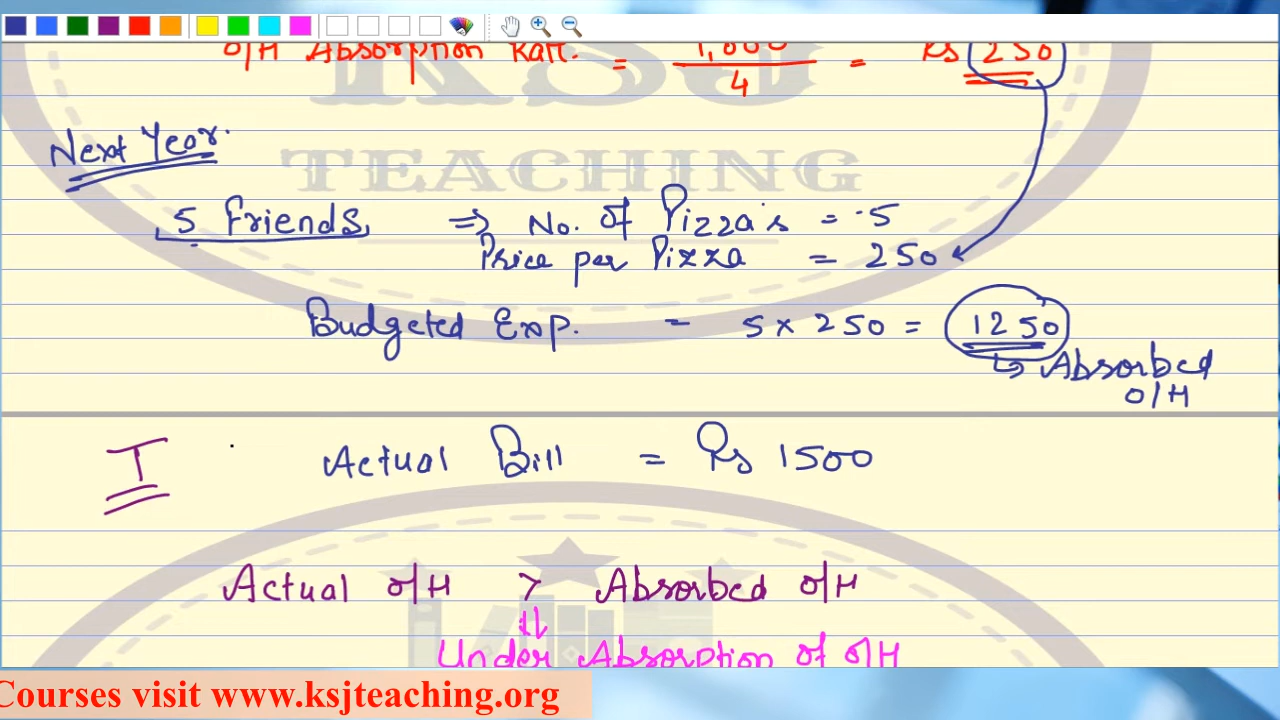 O/H Absorption Rate. = 1,000 / 4 = Rs 250
TEACHING
Next Year.
5 Friends => No. of Pizza's = 5
Price per Pizza = 250
Budgeted Exp. = 5 x 250 = 1250
↳ Absorbed
O/H
I Actual Bill = Rs 1500
Actual O/H > Absorbed O/H
⇓
Under Absorption of O/H
Courses visit www.ksjteaching.org